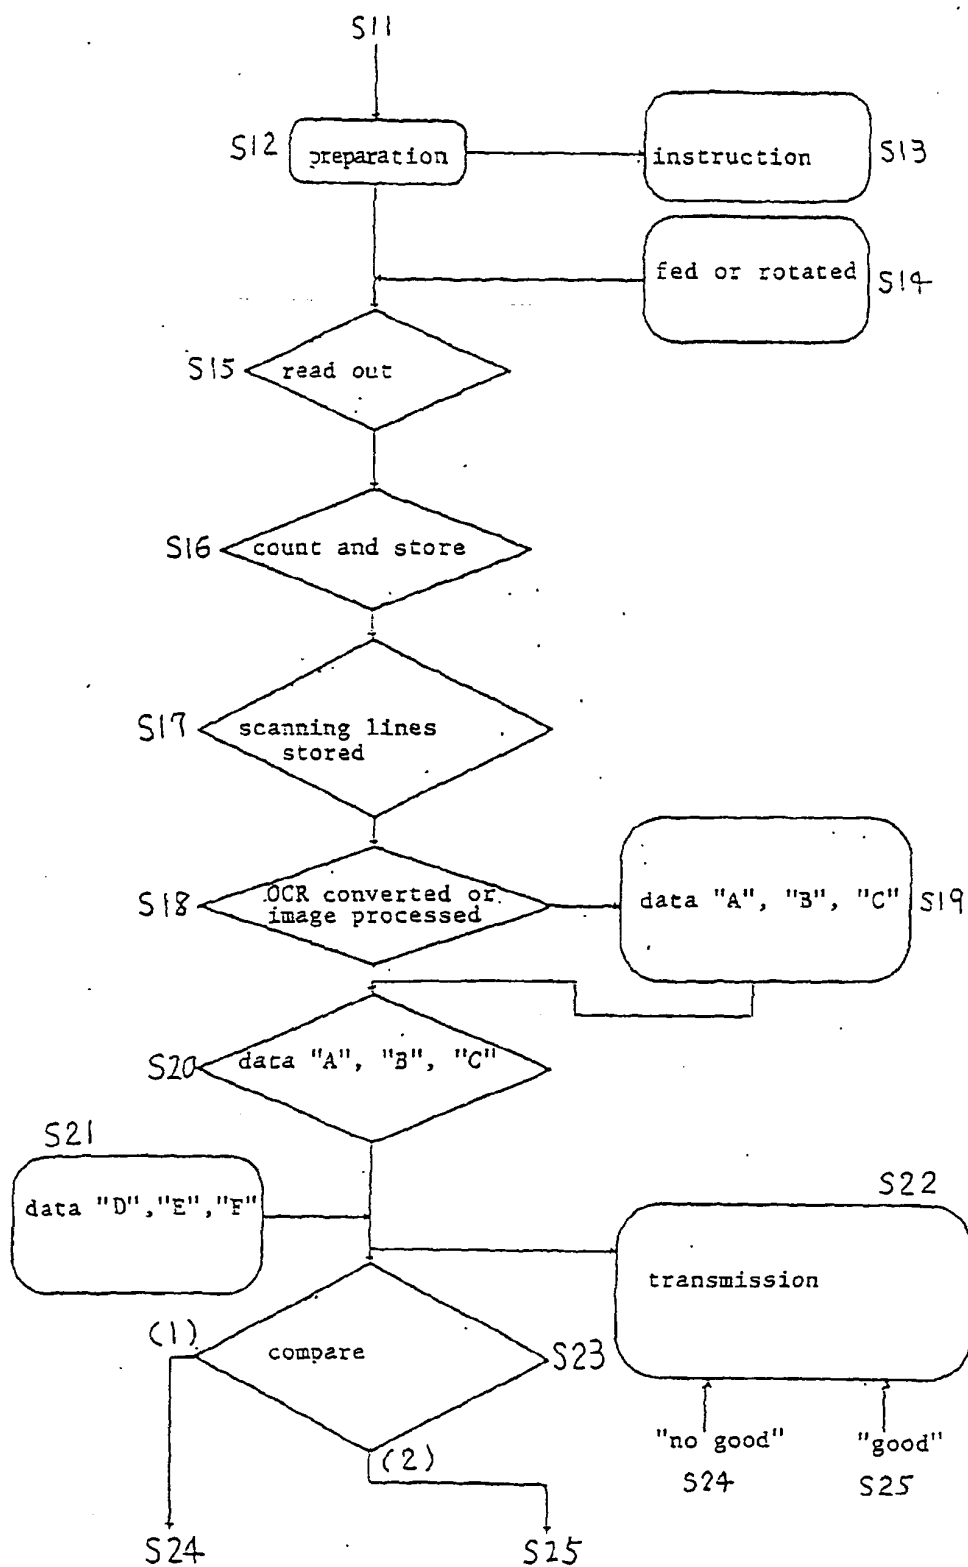 S11
S12
preparation
instruction
S13
fed or rotated
S14
S15
read out
S16
count and store
S17
scanning lines
stored
S18
OCR converted or
image processed
data "A", "B", "C"
S19
S20
data "A", "B", "C"
S21
data "D","E","F"
S22
transmission
(1)
compare
S23
(2)
"no good"
S24
"good"
S25
S24
S25